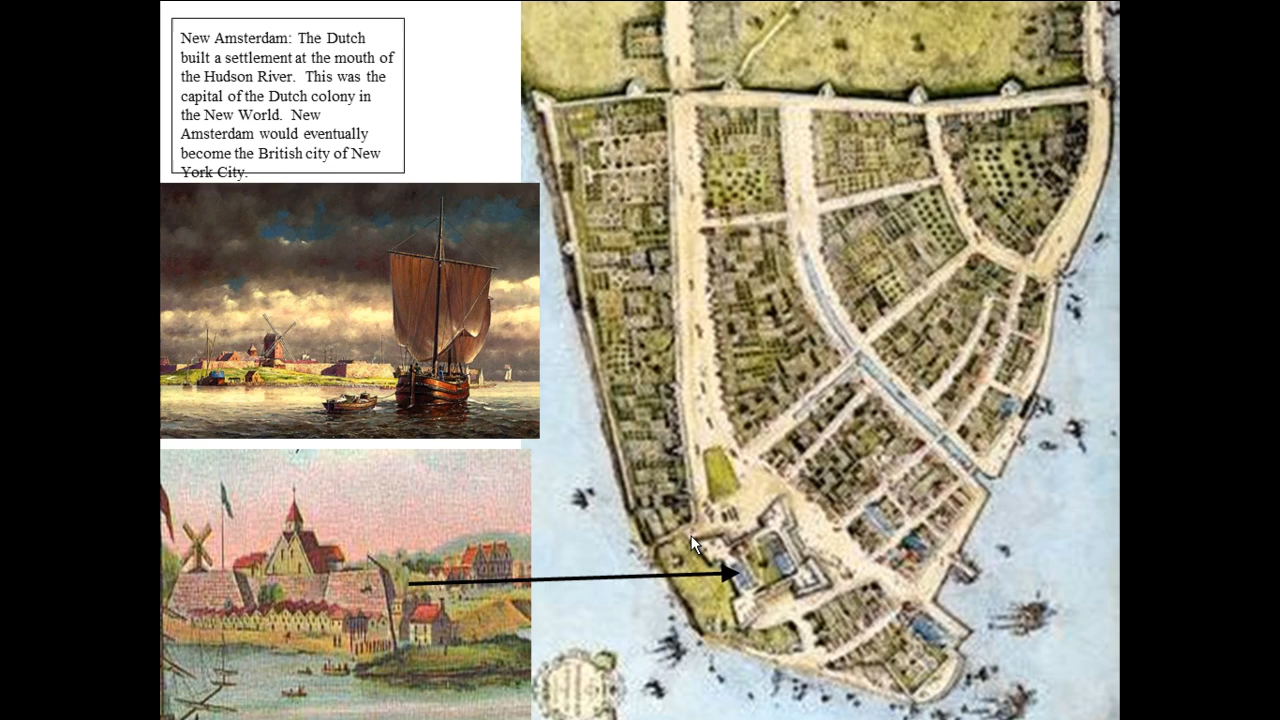 New Amsterdam: The Dutch
built a settlement at the mouth of
the Hudson River. This was the
capital of the Dutch colony in
the New World. New
Amsterdam would eventually
become the British city of New
York City.